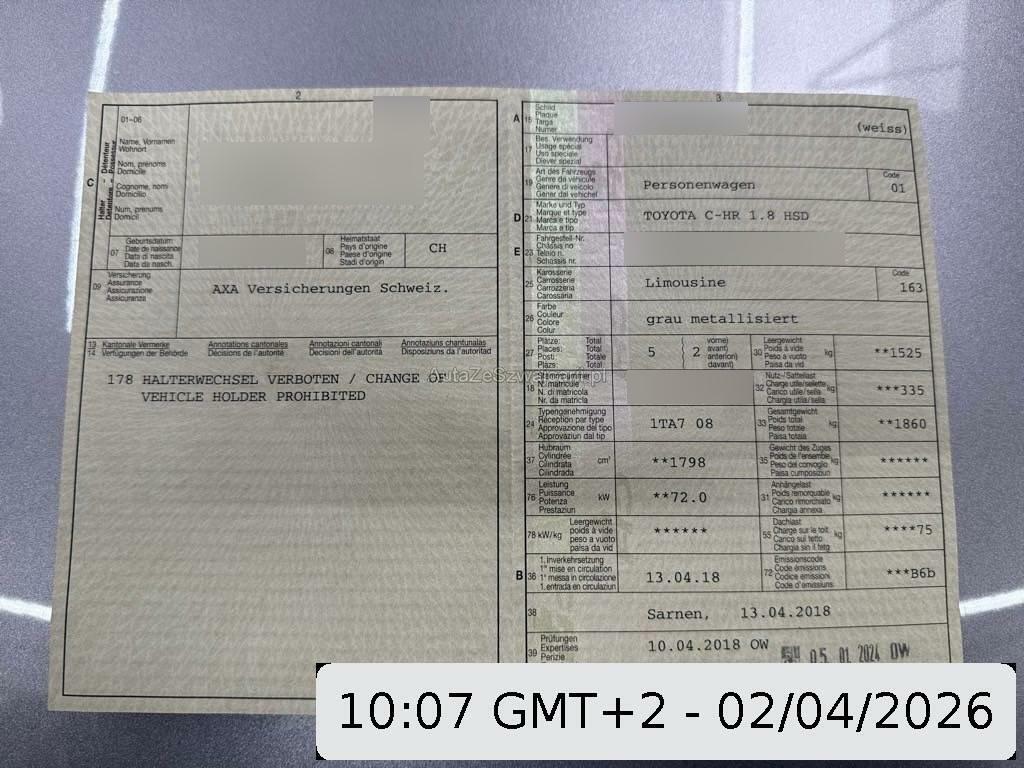 2
01-06
C
Halter - Détenteur
Detentore - Possessur
Name, Vornamen
Wohnort
Nom, prénoms
Domicile
Cognome, nomi
Domicilio
Num, prenums
Domicil
07
Geburtsdatum
Date de naissance
Data di nascita
Data da nasch.
08
Heimatstaat
Pays d'origine
Paese d'origine
Stadi d'origin
CH
09
Versicherung
Assurance
Assicurazione
Assicuranza
AXA Versicherungen Schweiz.
13 Kantonale Vermerke Annotations cantonales Annotazioni cantonali Annotaziuns chantunalas
14 Verfügungen der Behörde Décisions de l'autorité Decisioni dell'autorità Disposiziuns da l'autoritad
178 HALTERWECHSEL VERBOTEN / CHANGE OF
VEHICLE HOLDER PROHIBITED
AutaZeSzwajcarii.pl
3
A
15
Schild
Plaque
Targa
Numer
(weiss)
17
Bes. Verwendung
Usage spécial
Uso speciale
Diever spezial
19
Art des Fahrzeugs
Genre de véhicule
Genere di veicolo
Gener dal vehichel
Personenwagen
Code
01
D
21
Marke und Typ
Marque et type
Marca e tipo
Marca e tip
TOYOTA C-HR 1.8 HSD
E
23
Fahrgestell-Nr.
Châssis no
Telaio n.
Schassis nr.
25
Karosserie
Carrosserie
Carrozzeria
Carossaria
Limousine
Code
163
26
Farbe
Couleur
Colore
Colur
grau metallisiert
27
Plätze: Total
Places: Total
Posti: Totale
Plazs: Total
5
2
vorne)
avant)
anteriori)
davant)
30
Leergewicht
Poids à vide
Peso a vuoto
Paisa da vid
kg
**1525
18
Stammnummer
N. matricule
N. di matricola
Nr. da matricla
32
Nutz-/Sattellast
Charge utile/sellette
Carico utile/sella
Chargia utila/sella
kg
***335
24
Typengenehmigung
Réception par type
Approvazione del tipo
Approvaziun dal tip
1TA7 08
33
Gesamtgewicht
Poids total
Peso totale
Paisa totala
kg
**1860
37
Hubraum
Cylindrée
Cilindrata
Cilindrada
cm³
**1798
35
Gewicht des Zuges
Poids de l'ensemble
Peso del convoglio
Paisa cumposiziun
kg
******
76
Leistung
Puissance
Potenza
Prestaziun
kW
**72.0
31
Anhängelast
Poids remorquable
Carico rimorchiato
Chargia annexa
kg
******
78 kW/kg
Leergewicht
poids à vide
peso a vuoto
paisa da vid
******
55
Dachlast
Charge sur le toit
Carico sul tetto
Chargia sin il tetg
kg
****75
B
36
1. Inverkehrsetzung
1re mise en circulation
1a messa in circolazione
1. entrada en circulaziun
13.04.18
72
Emissionscode
Code émissions
Codice emissioni
Code d'emissiuns
***B6b
38
Sarnen, 13.04.2018
39
Prüfungen
Expertises
Perizie
10.04.2018 OW
05. 01. 2024 OW
10:07 GMT+2 - 02/04/2026